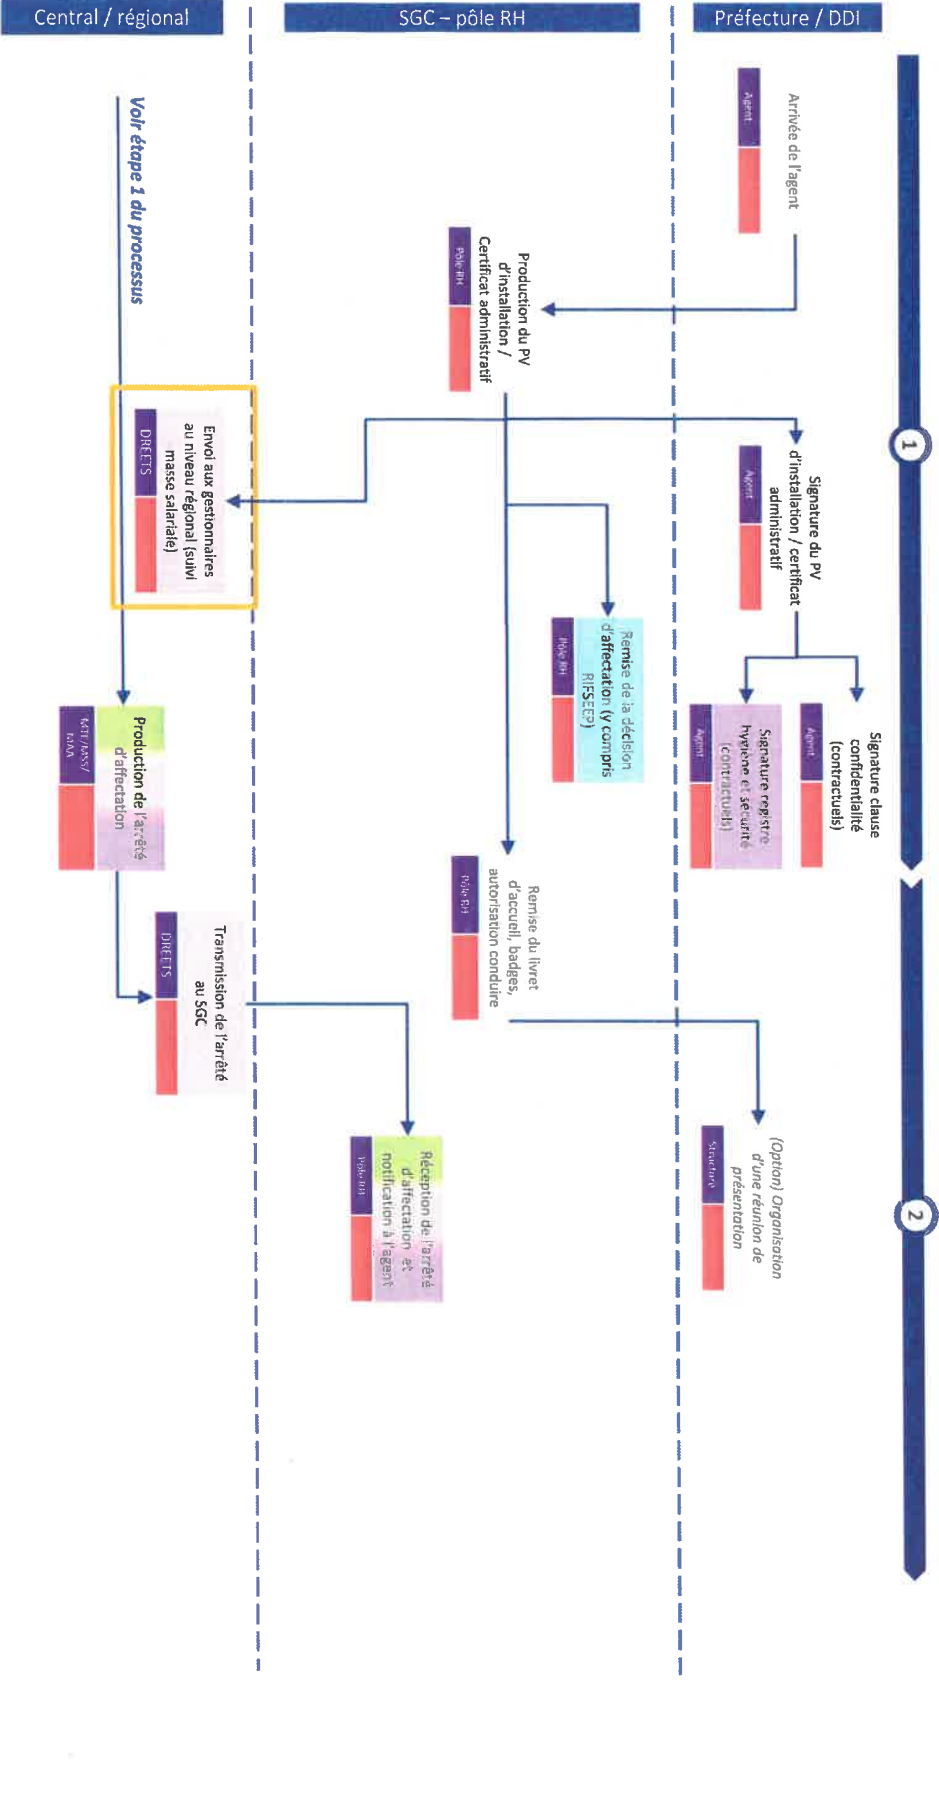 Préfecture / DDI
SGC – pôle RH
Central / régional
1
2
Arrivée de l'agent
Agent
Signature du PV
d'installation / certificat
administratif
Agent
Signature clause
confidentialité
(contractuels)
Agent
Signature registre
hygiène et sécurité
(contractuels)
Agent
(Option) Organisation
d'une réunion de
présentation
Structure
Production du PV
d'installation /
Certificat administratif
Pôle RH
Remise de la décision
d'affectation (y compris
RIFSEEP)
Pôle RH
Remise du livret
d'accueil, badges,
autorisation conduire
Pôle RH
Réception de l'arrêté
d'affectation et
notification à l'agent
Pôle RH
Voir étape 1 du processus
Envoi aux gestionnaires
au niveau régional (suivi
masse salariale)
DREETS
Production de l'arrêté
d'affectation
MTE/MSS/
MAA
Transmission de l'arrêté
au SGC
DREETS